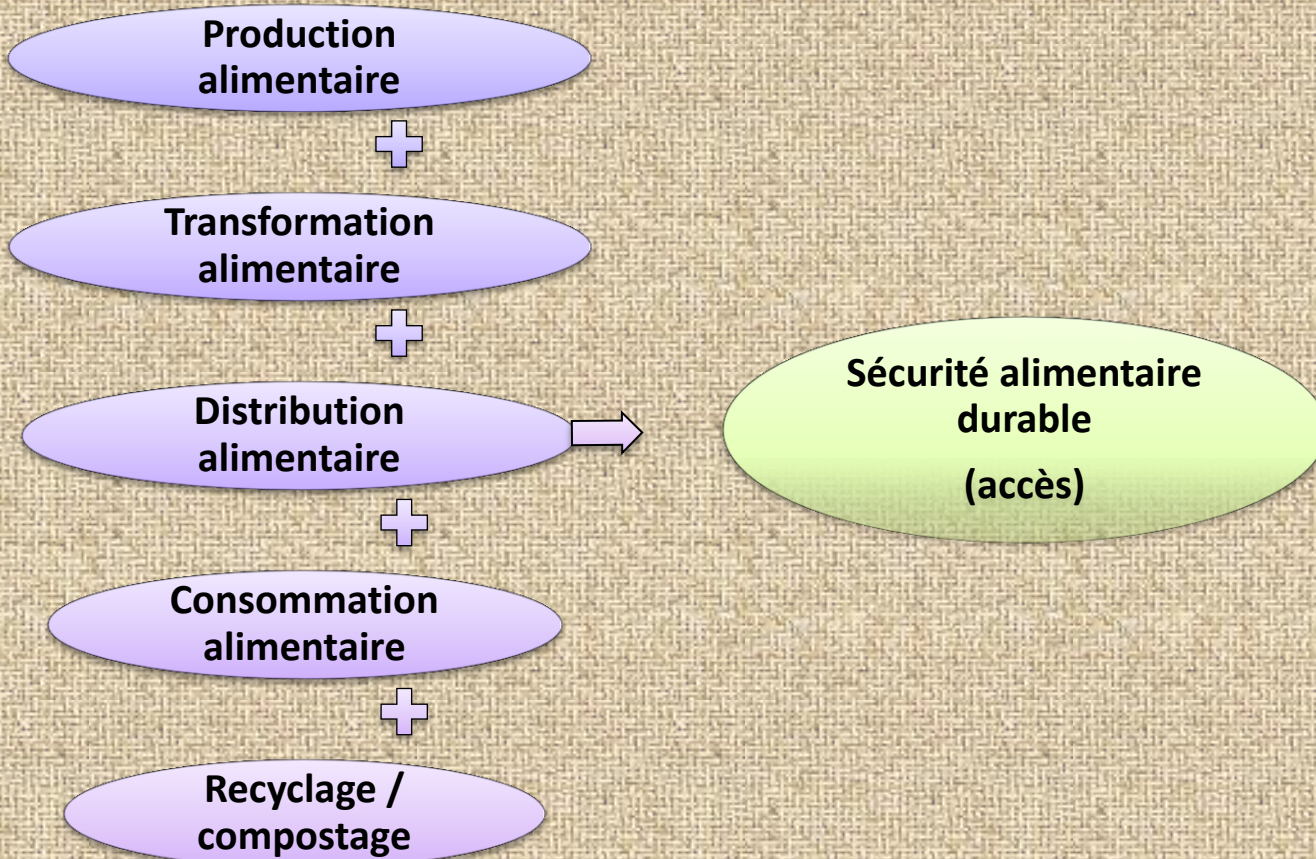 Production
alimentaire
Transformation
alimentaire
Distribution
alimentaire
Consommation
alimentaire
Recyclage /
compostage
Sécurité alimentaire
durable
(accès)